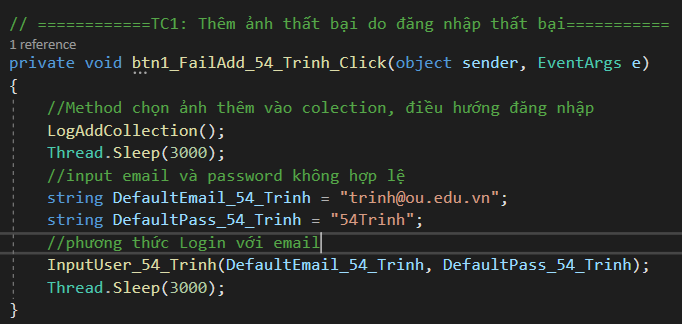 // ============TC1: Thêm ảnh thất bại do đăng nhập thất bại===========
1 reference
private void btn1_FailAdd_54_Trinh_Click(object sender, EventArgs e)
{
//Method chọn ảnh thêm vào colection, điều hướng đăng nhập
LogAddCollection();
Thread.Sleep(3000);
//input email và password không hợp lệ
string DefaultEmail_54_Trinh = "trinh@ou.edu.vn";
string DefaultPass_54_Trinh = "54Trinh";
//phương thức Login với email
InputUser_54_Trinh(DefaultEmail_54_Trinh, DefaultPass_54_Trinh);
Thread.Sleep(3000);
}